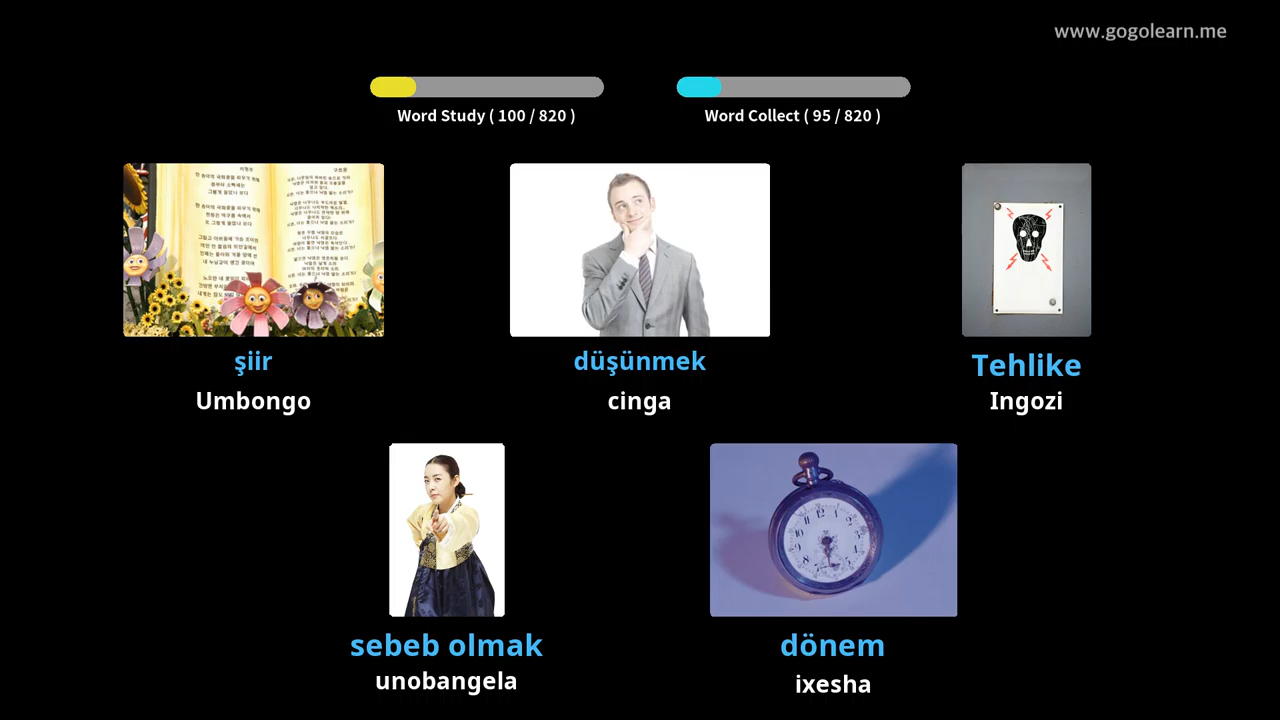 www.gogolearn.me
Word Study ( 100 / 820 )
Word Collect ( 95 / 820 )
şiir
Umbongo
düşünmek
cinga
Tehlike
Ingozi
sebeb olmak
unobangela
dönem
ixesha